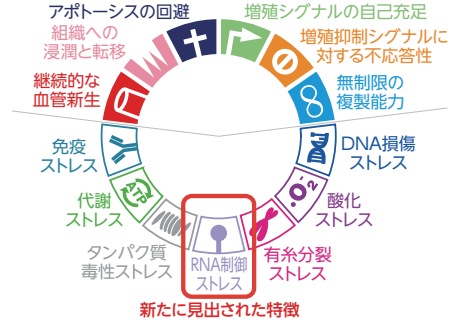 アポトーシスの回避
増殖シグナルの自己充足
組織への
浸潤と転移
増殖抑制シグナルに
対する不応答性
継続的な
血管新生
無制限の
複製能力
免疫
ストレス
DNA損傷
ストレス
ATP
O2
代謝
ストレス
酸化
ストレス
タンパク質
毒性ストレス
RNA制御
ストレス
有糸分裂
ストレス
新たに見出された特徴